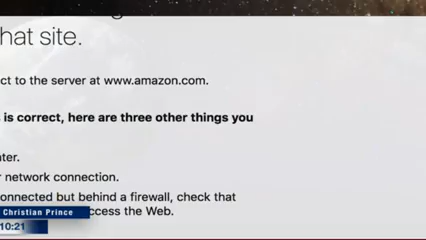 hat site.
ct to the server at www.amazon.com.
is correct, here are three other things you
ter.
network connection.
onnected but behind a firewall, check that
ccess the Web.
Christian Prince
10:21